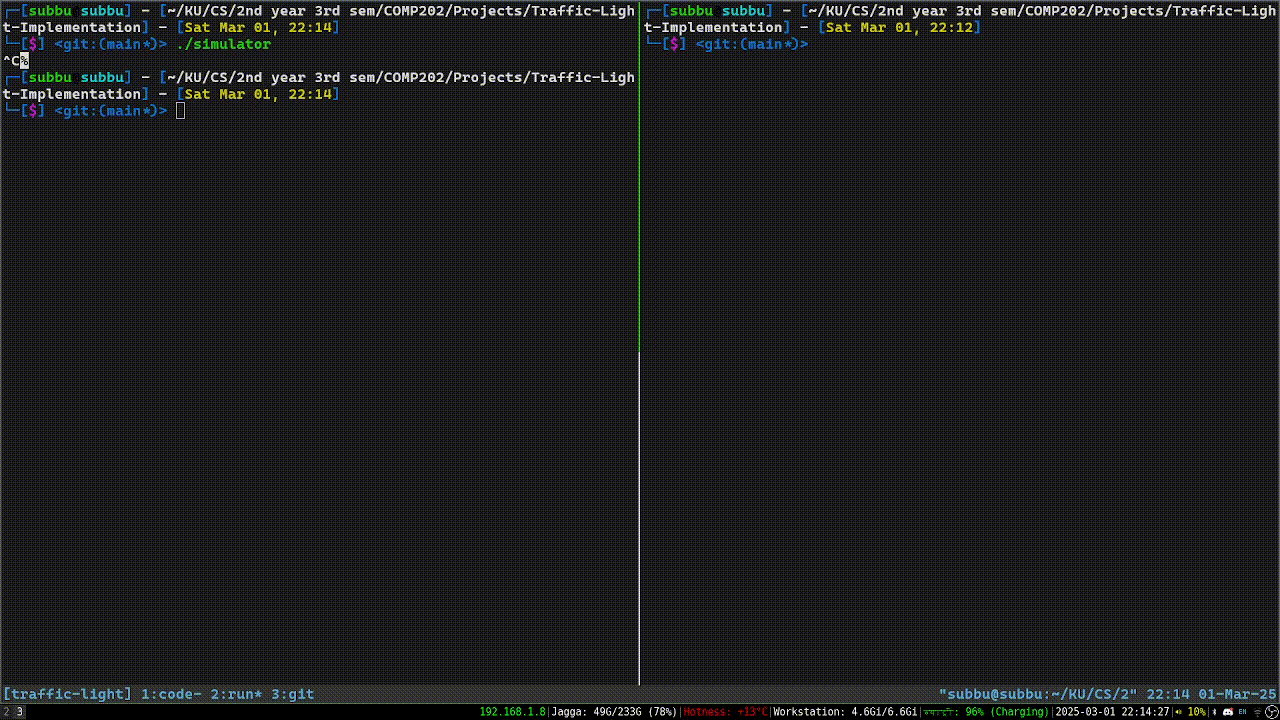 ┌─[subbu subbu] - [~/KU/CS/2nd year 3rd sem/COMP202/Projects/Traffic-Ligh
t-Implementation] - [Sat Mar 01, 22:14]
└─[$] <git:(main*)> ./simulator
^C%
┌─[subbu subbu] - [~/KU/CS/2nd year 3rd sem/COMP202/Projects/Traffic-Ligh
t-Implementation] - [Sat Mar 01, 22:14]
└─[$] <git:(main*)>
┌─[subbu subbu] - [~/KU/CS/2nd year 3rd sem/COMP202/Projects/Traffic-Ligh
t-Implementation] - [Sat Mar 01, 22:12]
└─[$] <git:(main*)>
[traffic-light] 1:code- 2:run* 3:git "subbu@subbu:~/KU/CS/2" 22:14 01-Mar-25
2 3 192.168.1.8|Jagga: 49G/233G (78%)|Hotness: +13°C|Workstation: 4.6Gi/6.6Gi| : 96% (Charging)|2025-03-01 22:14:27| 10%| EN